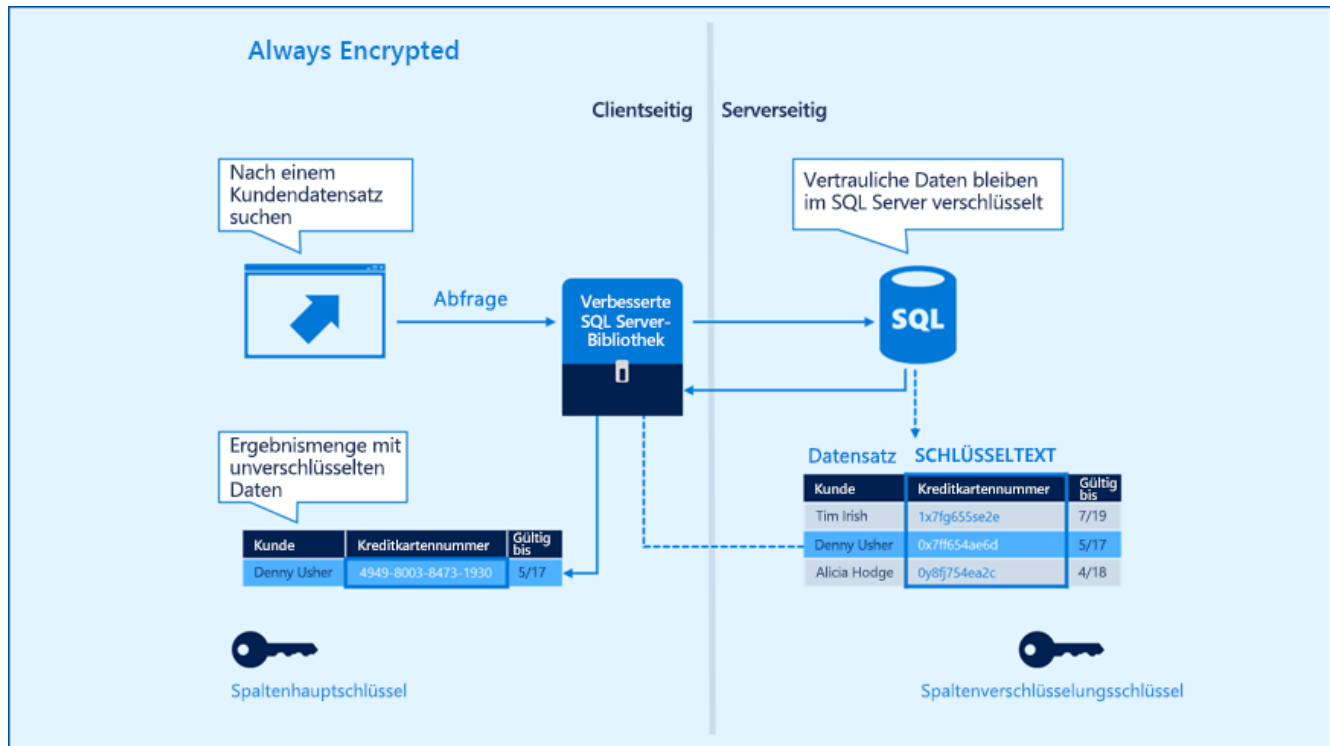 Always Encrypted
Clientseitig
Serverseitig
Nach einem
Kundendatensatz
suchen
Vertrauliche Daten bleiben
im SQL Server verschlüsselt
Abfrage
Verbesserte
SQL Server-
Bibliothek
SQL
Ergebnismenge mit
unverschlüsselten
Daten
Kunde Kreditkartennummer Gültig
bis
Denny Usher 4949-8003-8473-1930 5/17
Datensatz SCHLÜSSELTEXT
Kunde Kreditkartennummer Gültig
bis
Tim Irish 1x7fg655se2e 7/19
Denny Usher 0x7ff654ae6d 5/17
Alicia Hodge 0y8fj754ea2c 4/18
Spaltenhauptschlüssel
Spaltenverschlüsselungsschlüssel